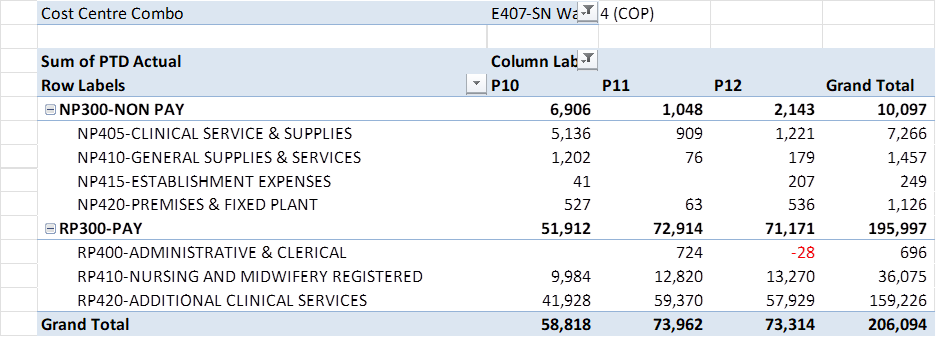 Cost Centre Combo E407-SN Wa 4 (COP)
Sum of PTD Actual Column Lab
Row Labels P10 P11 P12 Grand Total
NP300-NON PAY 6,906 1,048 2,143 10,097
NP405-CLINICAL SERVICE & SUPPLIES 5,136 909 1,221 7,266
NP410-GENERAL SUPPLIES & SERVICES 1,202 76 179 1,457
NP415-ESTABLISHMENT EXPENSES 41 207 249
NP420-PREMISES & FIXED PLANT 527 63 536 1,126
RP300-PAY 51,912 72,914 71,171 195,997
RP400-ADMINISTRATIVE & CLERICAL 724 -28 696
RP410-NURSING AND MIDWIFERY REGISTERED 9,984 12,820 13,270 36,075
RP420-ADDITIONAL CLINICAL SERVICES 41,928 59,370 57,929 159,226
Grand Total 58,818 73,962 73,314 206,094